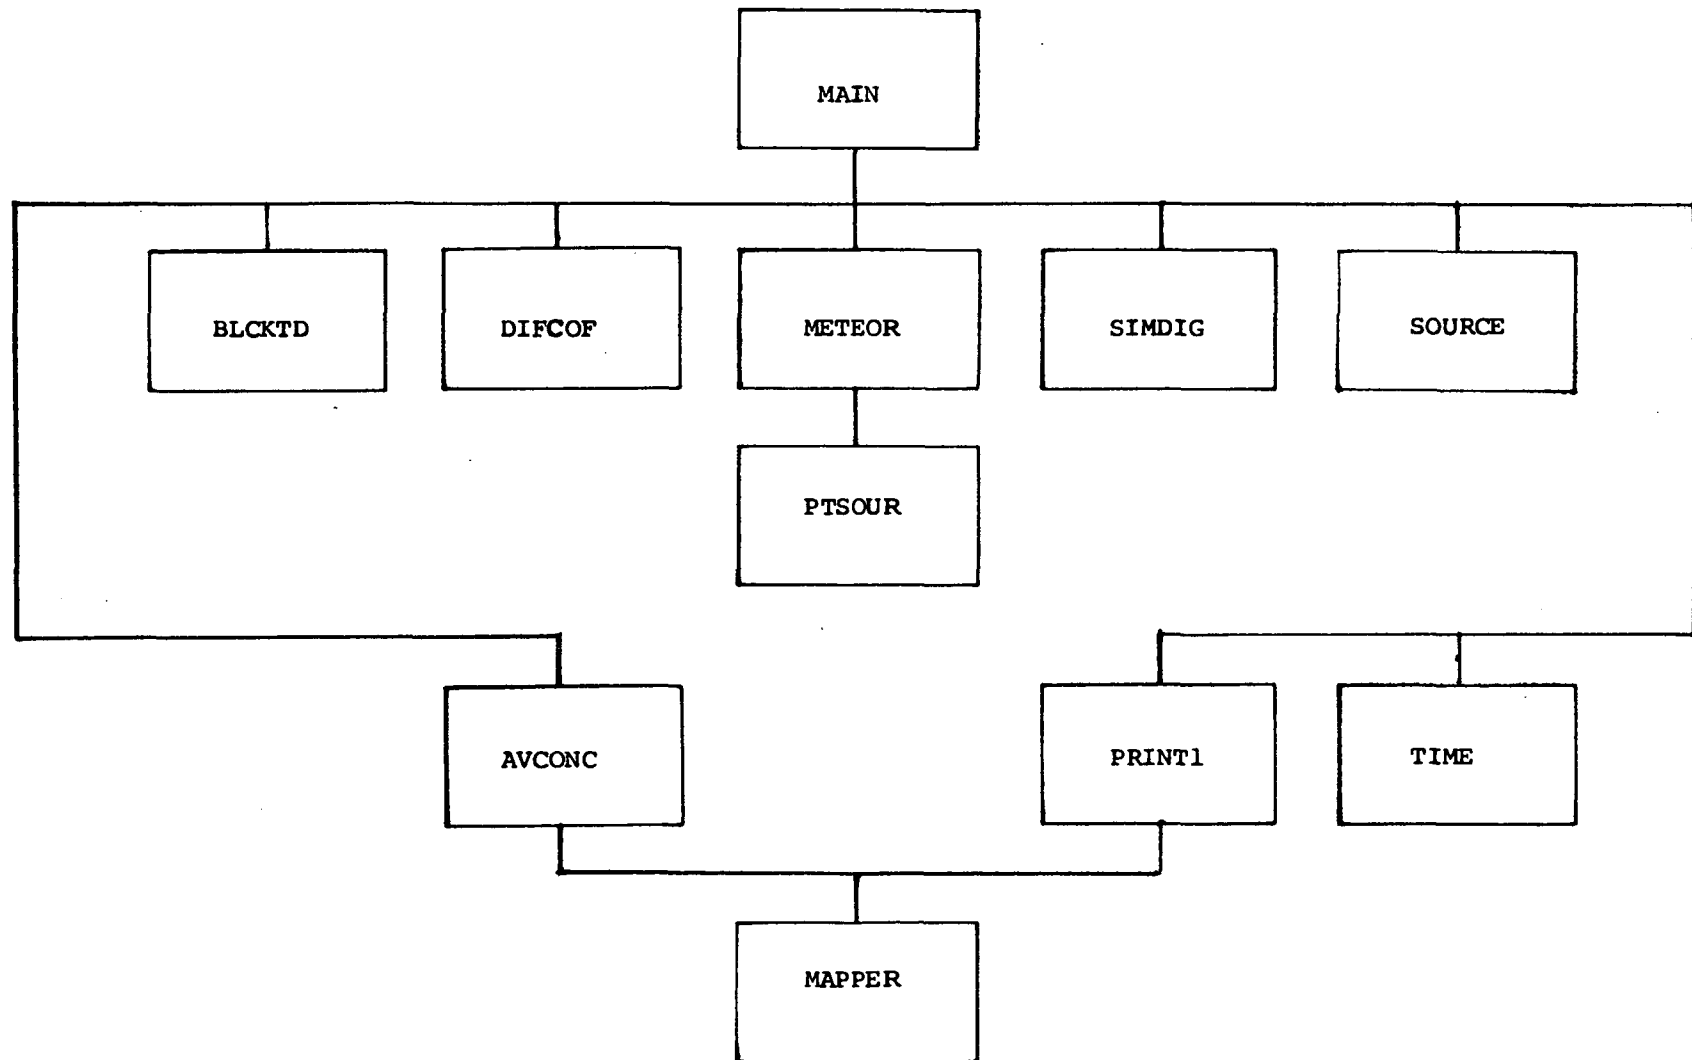 MAIN
BLCKTD
DIFCOF
METEOR
SIMDIG
SOURCE
PTSOUR
AVCONC
PRINT1
TIME
MAPPER